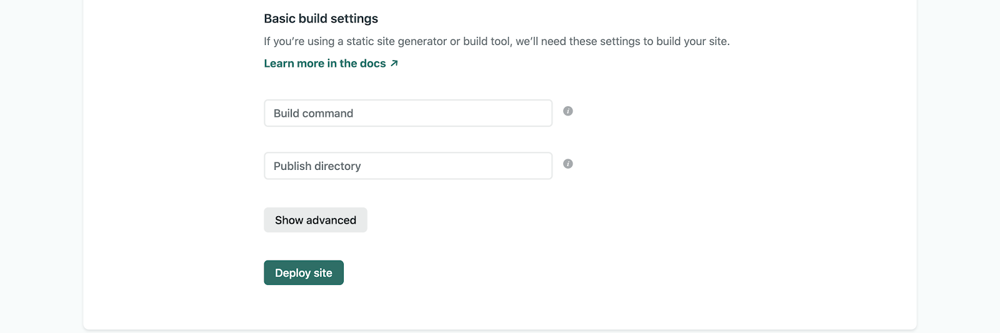 Basic build settings
If you’re using a static site generator or build tool, we’ll need these settings to build your site.
Learn more in the docs ↗
Build command
Publish directory
Show advanced
Deploy site